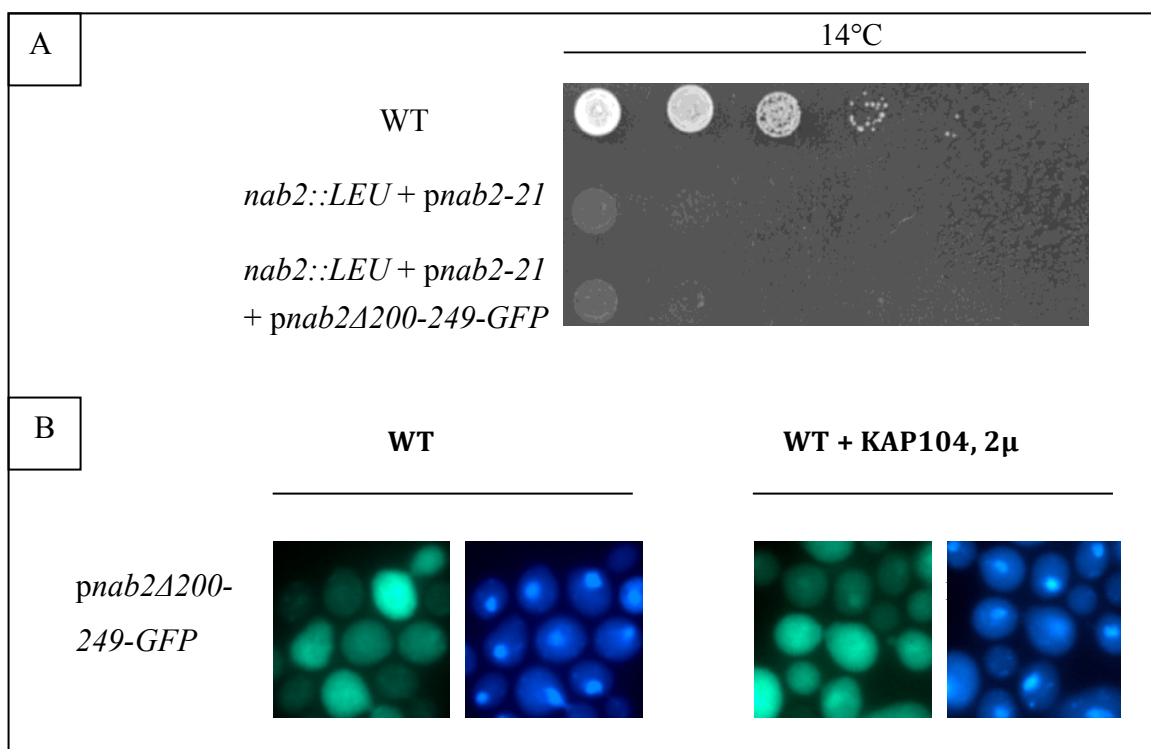 A
14°C
WT
nab2::LEU + pnab2-21
nab2::LEU + pnab2-21
+ pnab2Δ200-249-GFP
B
WT
WT + KAP104, 2μ
pnab2Δ200-
249-GFP